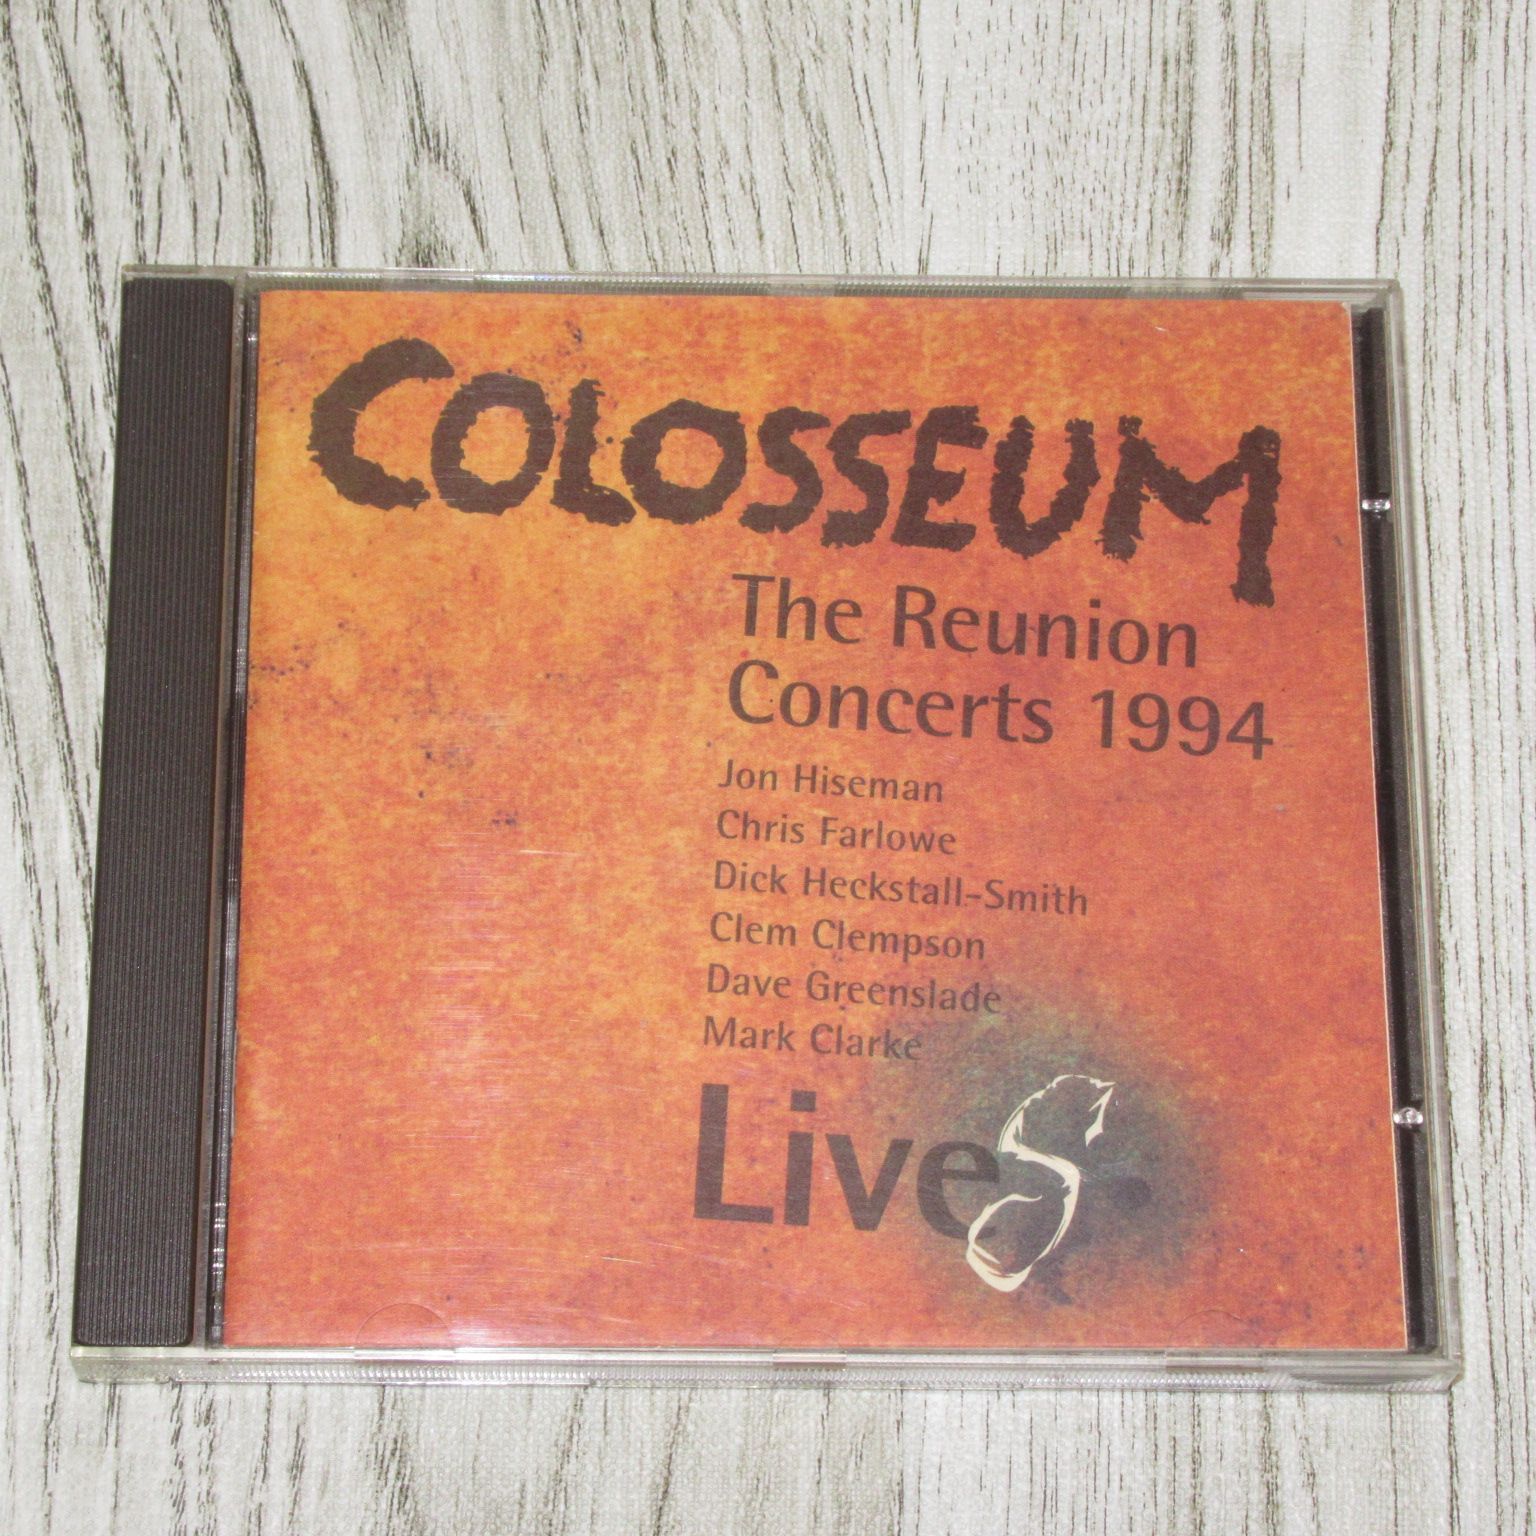 COLOSSEUM
The Reunion
Concerts 1994
Jon Hiseman
Chris Farlowe
Dick Heckstall-Smith
Clem Clempson
Dave Greenslade
Mark Clarke
LiveS